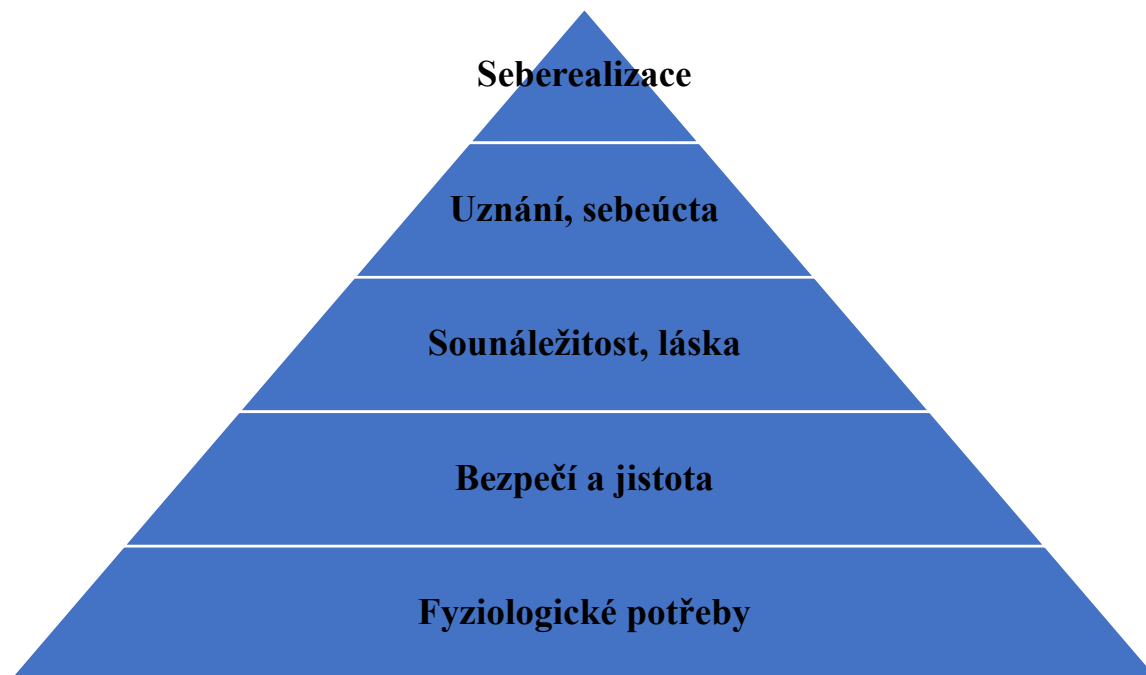 Seberealizace
Uznání, sebeúcta
Sounáležitost, láska
Bezpečí a jistota
Fyziologické potřeby